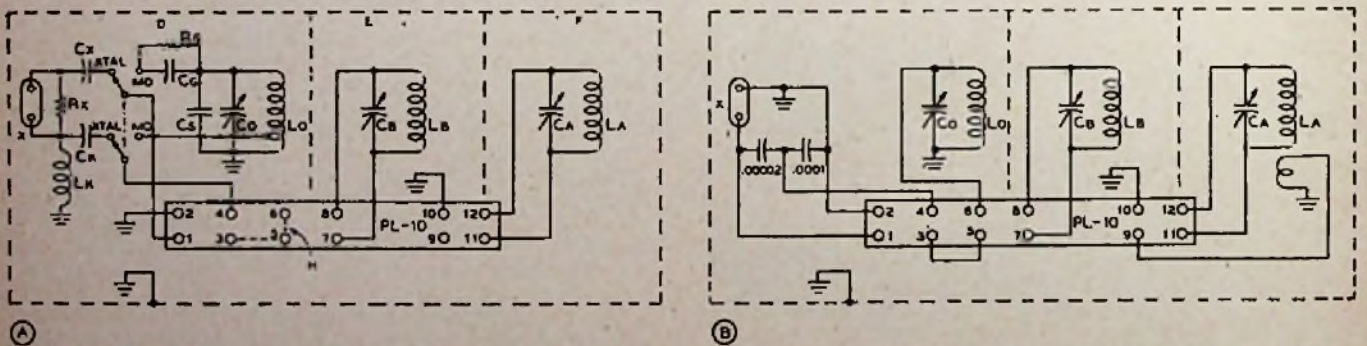 D E F
Cx XTAL
MO CG
RX
XTAL MO CS CO LO CB LB CA LA
LK
2 4 6 8 10 12
PL-10
1 3 5 7 9 11
H
A
X
CO LO CB LB CA LA
.00002 .0001
2 4 6 8 10 12
PL-10
1 3 5 7 9 11
B